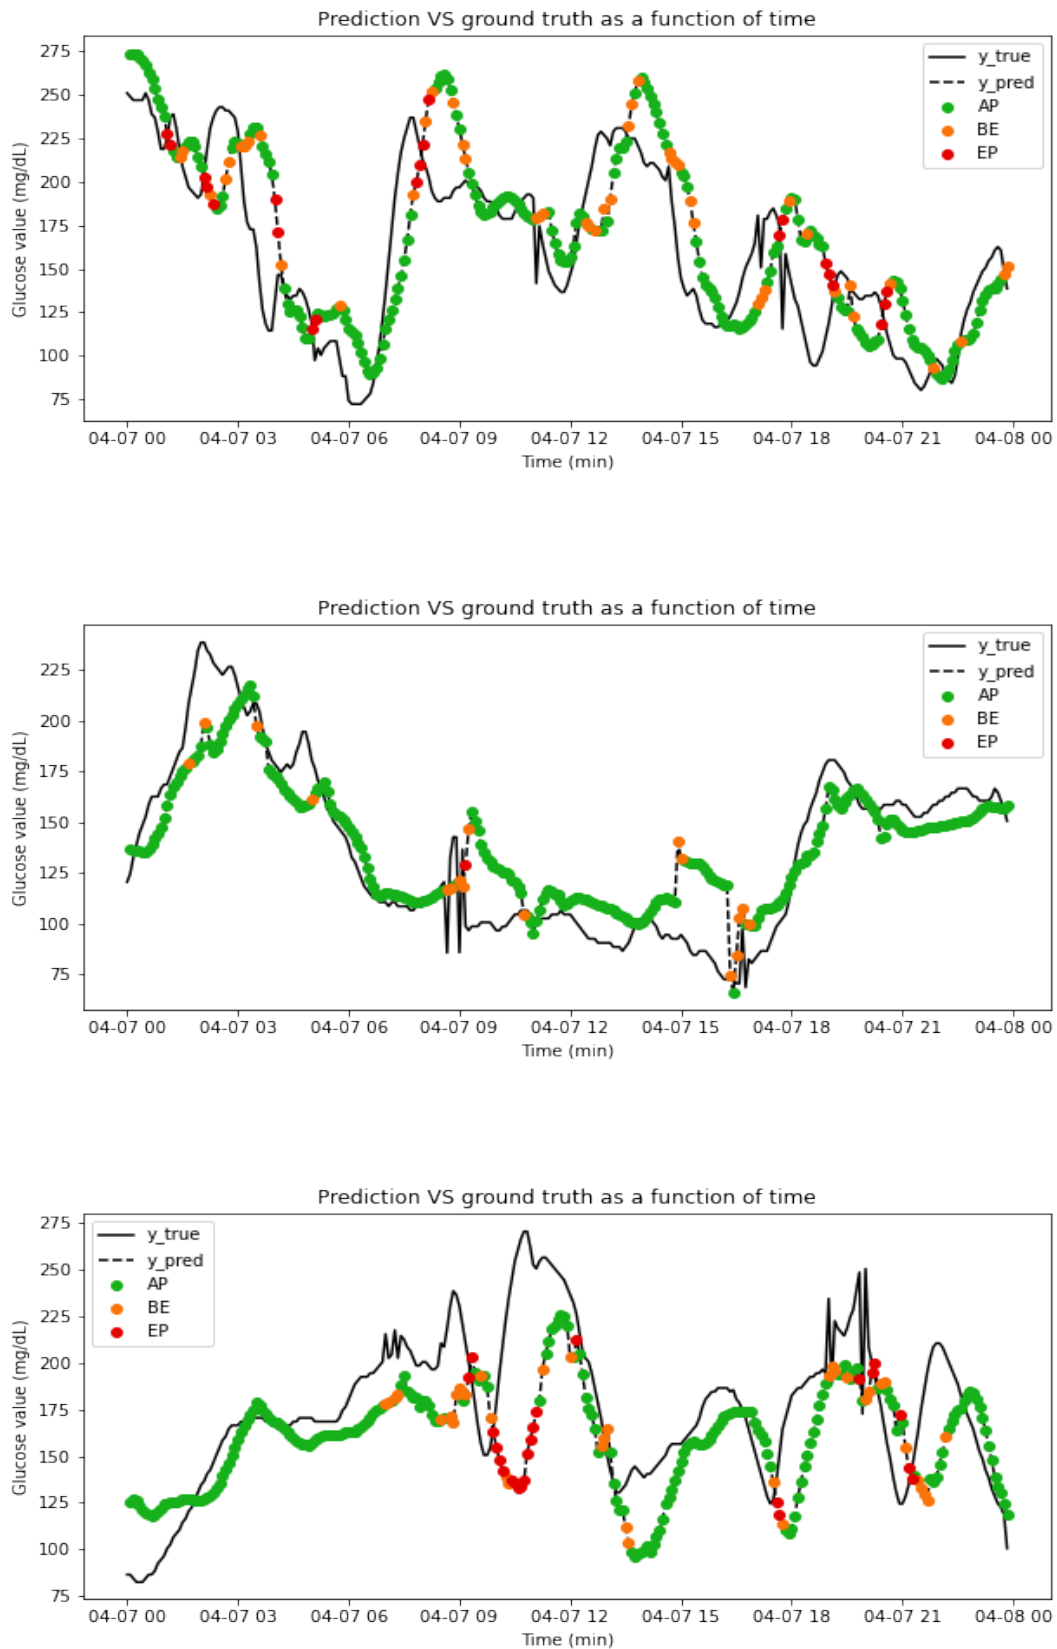 Prediction VS ground truth as a function of time
275
250
225
200
175
150
125
100
75
Glucose value (mg/dL)
y_true
y_pred
AP
BE
EP
04-07 00 04-07 03 04-07 06 04-07 09 04-07 12 04-07 15 04-07 18 04-07 21 04-08 00
Time (min)
Prediction VS ground truth as a function of time
225
200
175
150
125
100
75
Glucose value (mg/dL)
y_true
y_pred
AP
BE
EP
04-07 00 04-07 03 04-07 06 04-07 09 04-07 12 04-07 15 04-07 18 04-07 21 04-08 00
Time (min)
Prediction VS ground truth as a function of time
275
250
225
200
175
150
125
100
75
Glucose value (mg/dL)
y_true
y_pred
AP
BE
EP
04-07 00 04-07 03 04-07 06 04-07 09 04-07 12 04-07 15 04-07 18 04-07 21 04-08 00
Time (min)